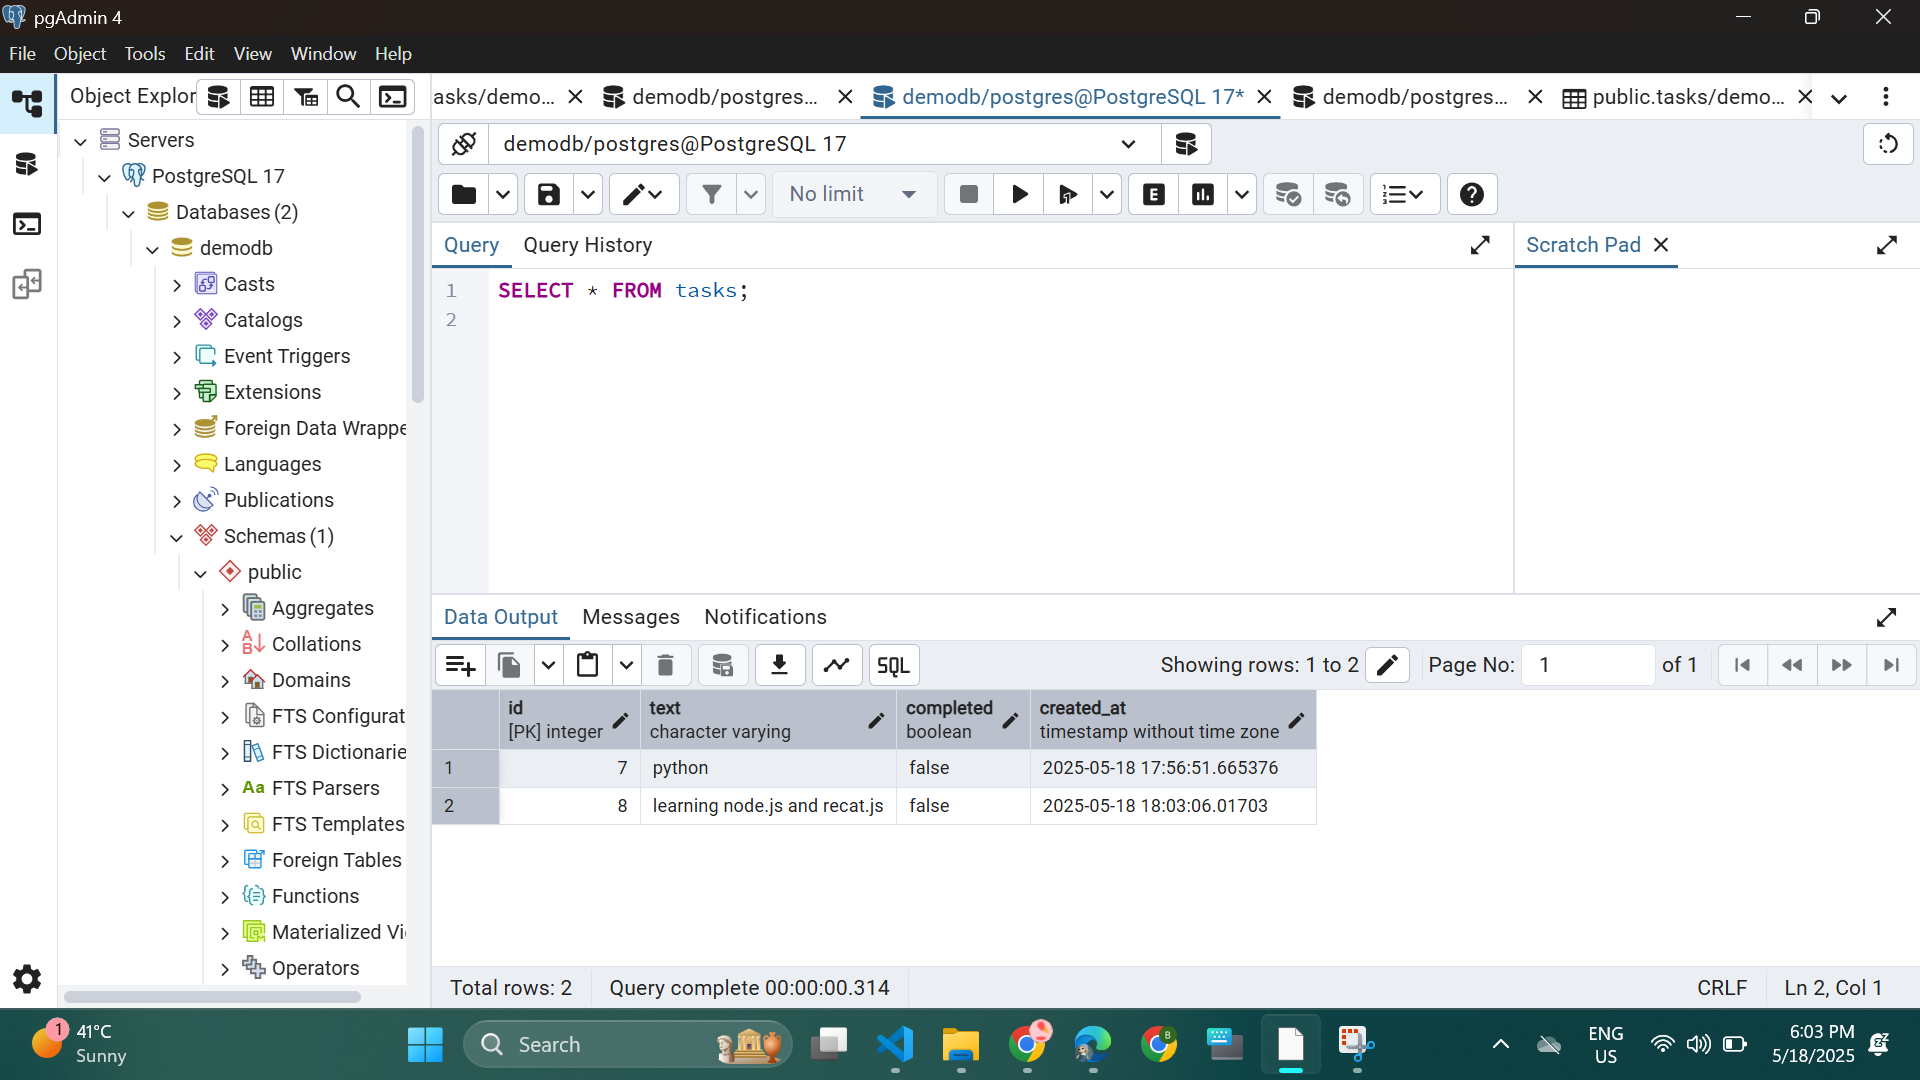 pgAdmin 4
File Object Tools Edit View Window Help
Object Explor
asks/demo... demodb/postgres... demodb/postgres@PostgreSQL 17* demodb/postgres... public.tasks/demo...
Servers
PostgreSQL 17
Databases (2)
demodb
Casts
Catalogs
Event Triggers
Extensions
Foreign Data Wrappe
Languages
Publications
Schemas (1)
public
Aggregates
Collations
Domains
FTS Configurat
FTS Dictionarie
FTS Parsers
FTS Templates
Foreign Tables
Functions
Materialized Vi
Operators
demodb/postgres@PostgreSQL 17
No limit
E
Query Query History
Scratch Pad
1 SELECT * FROM tasks;
2
Data Output Messages Notifications
SQL
Showing rows: 1 to 2 Page No: 1 of 1
id text completed created_at
[PK] integer character varying boolean timestamp without time zone
1 7 python false 2025-05-18 17:56:51.665376
2 8 learning node.js and recat.js false 2025-05-18 18:03:06.01703
Total rows: 2 Query complete 00:00:00.314 CRLF Ln 2, Col 1
1 41°C
Sunny
Search
ENG
US
6:03 PM
5/18/2025